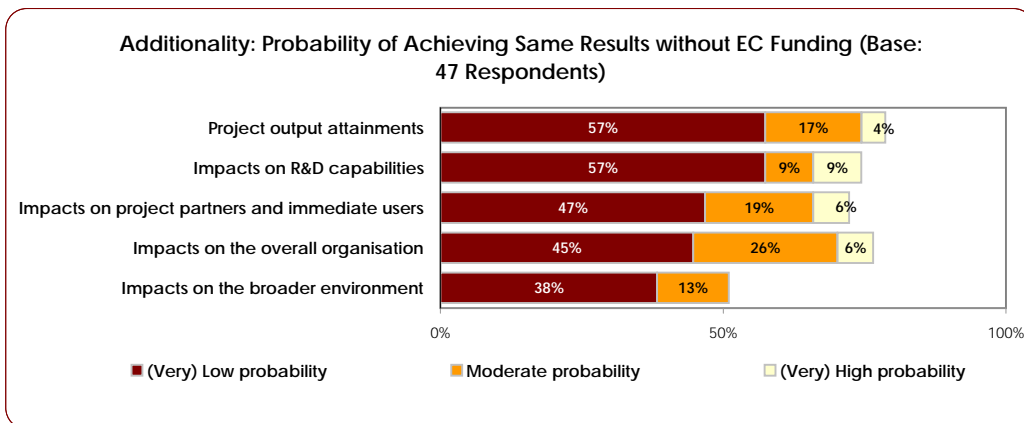 Additionality: Probability of Achieving Same Results without EC Funding (Base:
47 Respondents)
Project output attainments
57%
17%
4%
Impacts on R&D capabilities
57%
9%
9%
Impacts on project partners and immediate users
47%
19%
6%
Impacts on the overall organisation
45%
26%
6%
Impacts on the broader environment
38%
13%
0%
50%
100%
(Very) Low probability
Moderate probability
(Very) High probability